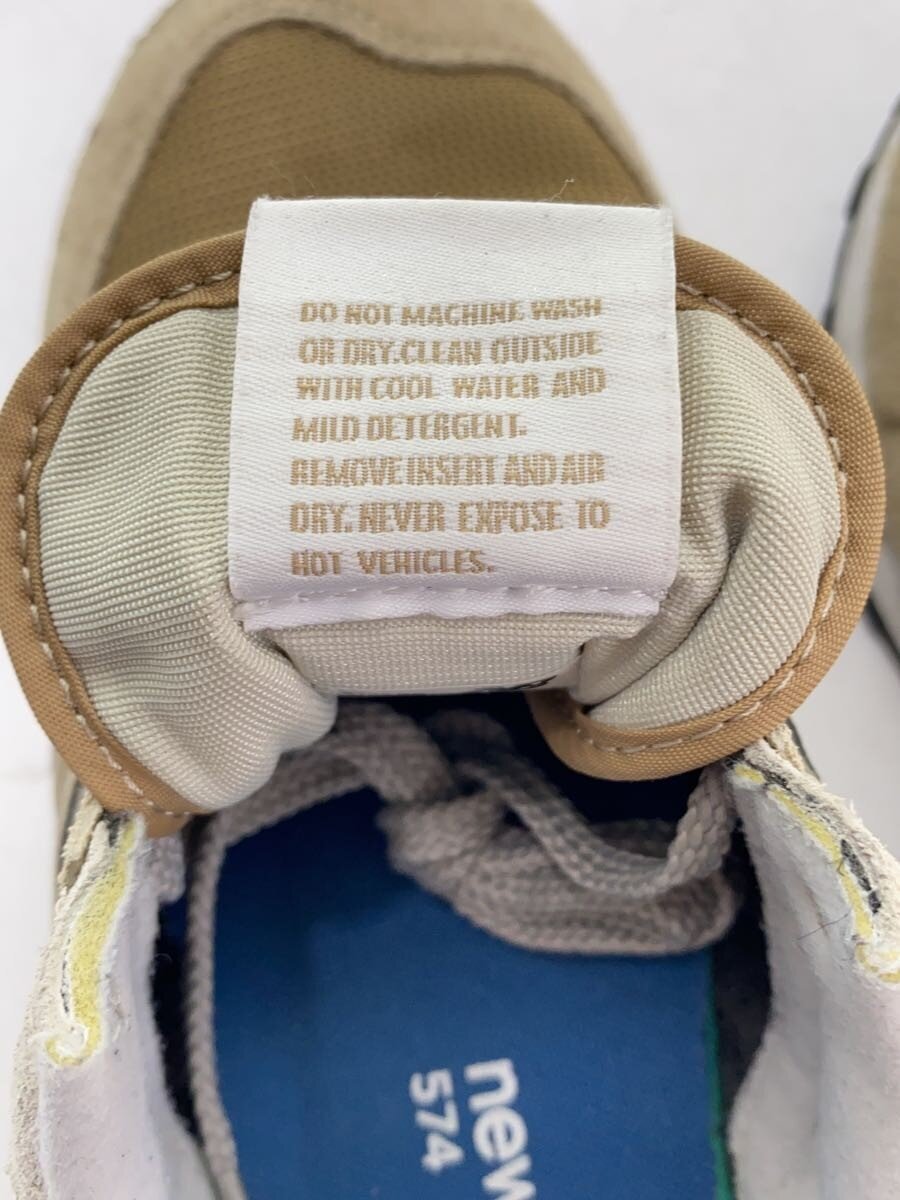 DO NOT MACHINE WASH
OR DRY.CLEAN OUTSIDE
WITH COOL WATER AND
MILD DETERGENT.
REMOVE INSERT AND AIR
DRY. NEVER EXPOSE TO
HOT VEHICLES.
new
574